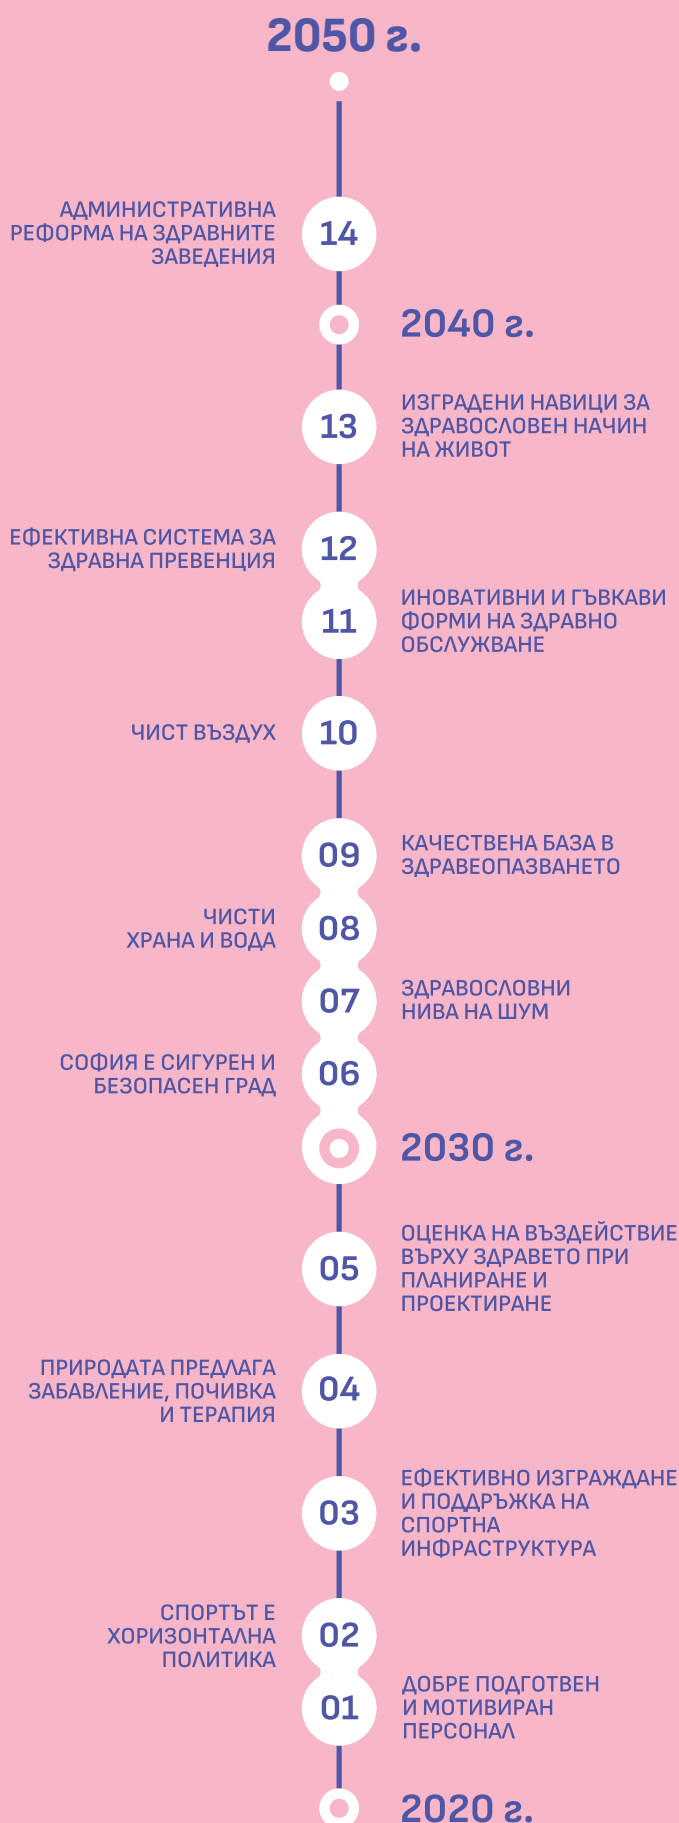 2050 г.
АДМИНИСТРАТИВНА
РЕФОРМА НА ЗДРАВНИТЕ
ЗАВЕДЕНИЯ
14
2040 г.
13
ИЗГРАДЕНИ НАВИЦИ ЗА
ЗДРАВОСЛОВЕН НАЧИН
НА ЖИВОТ
ЕФЕКТИВНА СИСТЕМА ЗА
ЗДРАВНА ПРЕВЕНЦИЯ
12
11
ИНОВАТИВНИ И ГЪВКАВИ
ФОРМИ НА ЗДРАВНО
ОБСЛУЖВАНЕ
ЧИСТ ВЪЗДУХ
10
09
КАЧЕСТВЕНА БАЗА В
ЗДРАВЕОПАЗВАНЕТО
ЧИСТИ
ХРАНА И ВОДА
08
07
ЗДРАВОСЛОВНИ
НИВА НА ШУМ
СОФИЯ Е СИГУРЕН И
БЕЗОПАСЕН ГРАД
06
2030 г.
05
ОЦЕНКА НА ВЪЗДЕЙСТВИЕ
ВЪРХУ ЗДРАВЕТО ПРИ
ПЛАНИРАНЕ И
ПРОЕКТИРАНЕ
ПРИРОДАТА ПРЕДЛАГА
ЗАБАВЛЕНИЕ, ПОЧИВКА
И ТЕРАПИЯ
04
03
ЕФЕКТИВНО ИЗГРАЖДАНЕ
И ПОДДРЪЖКА НА
СПОРТНА
ИНФРАСТРУКТУРА
СПОРТЪТ Е
ХОРИЗОНТАЛНА
ПОЛИТИКА
02
01
ДОБРЕ ПОДГОТВЕН
И МОТИВИРАН
ПЕРСОНАЛ
2020 г.